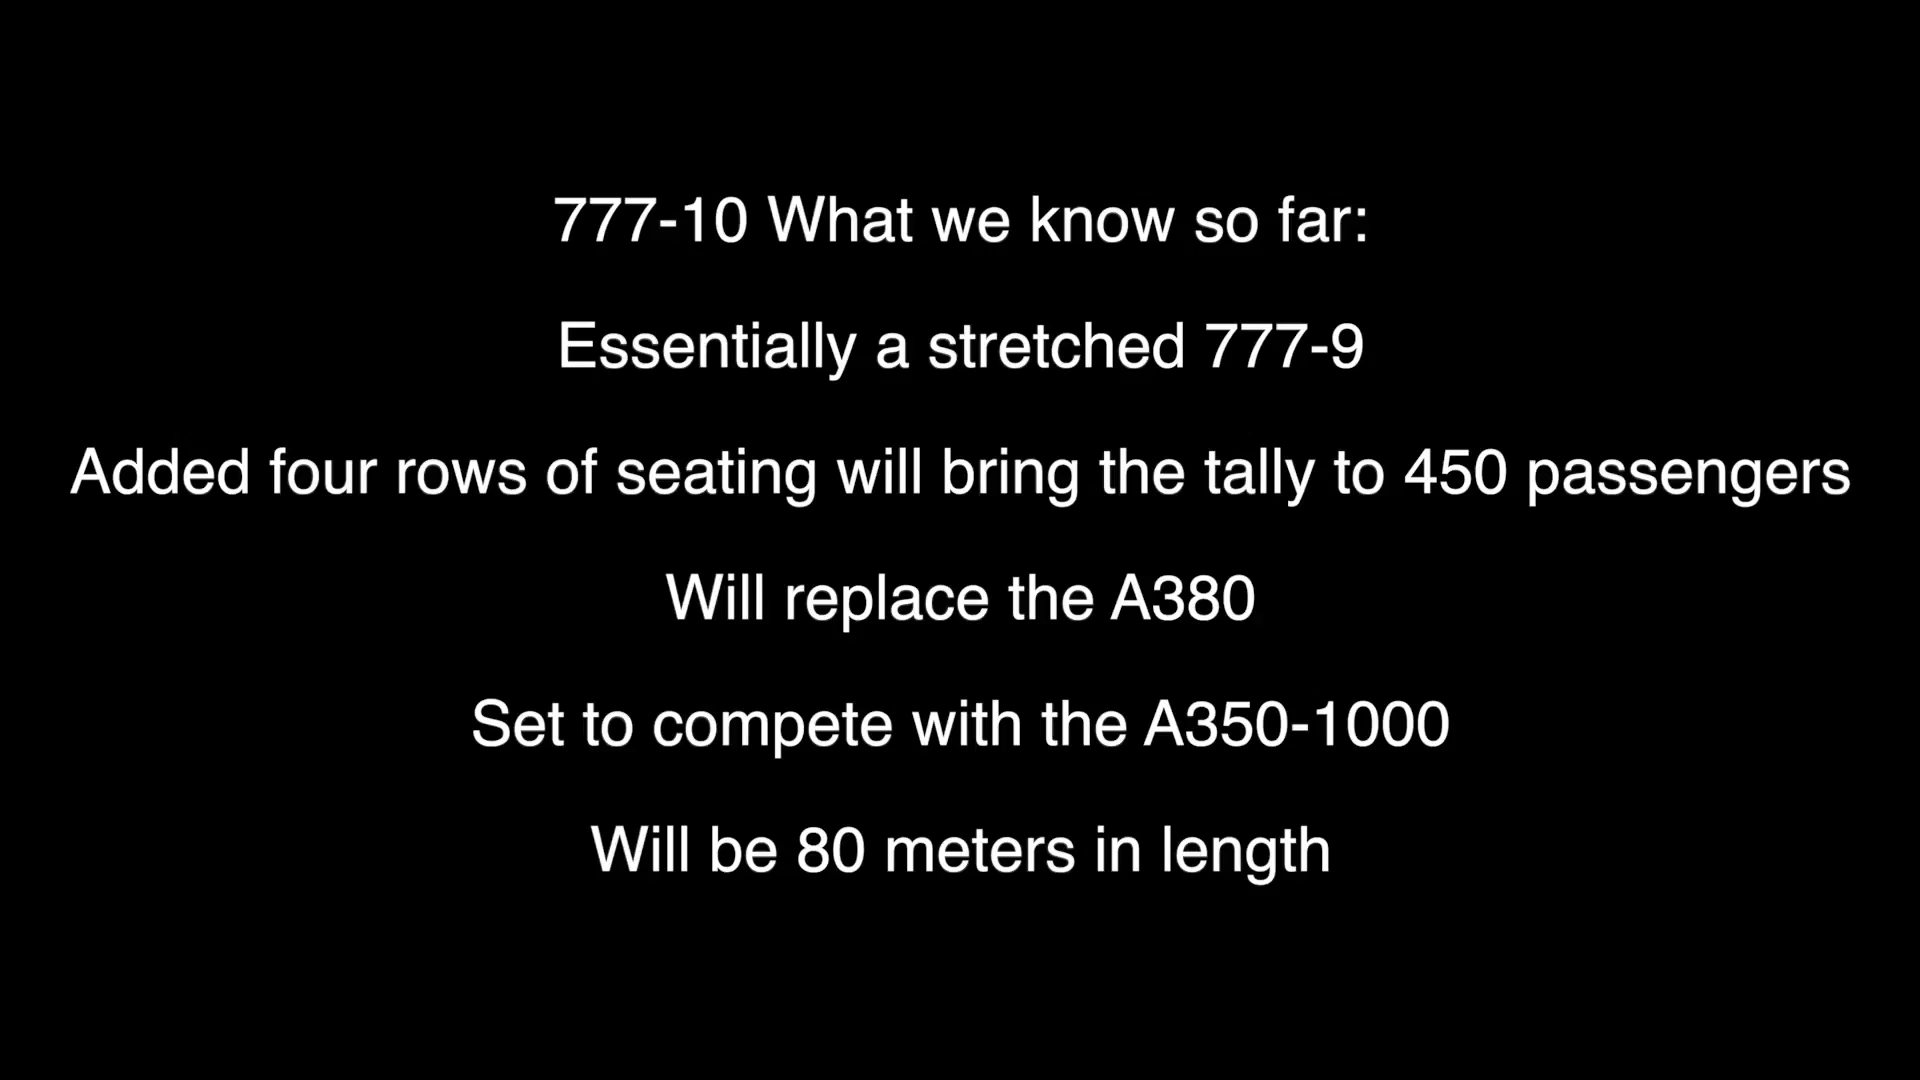 777-10 What we know so far:
Essentially a stretched 777-9
Added four rows of seating will bring the tally to 450 passengers
Will replace the A380
Set to compete with the A350-1000
Will be 80 meters in length